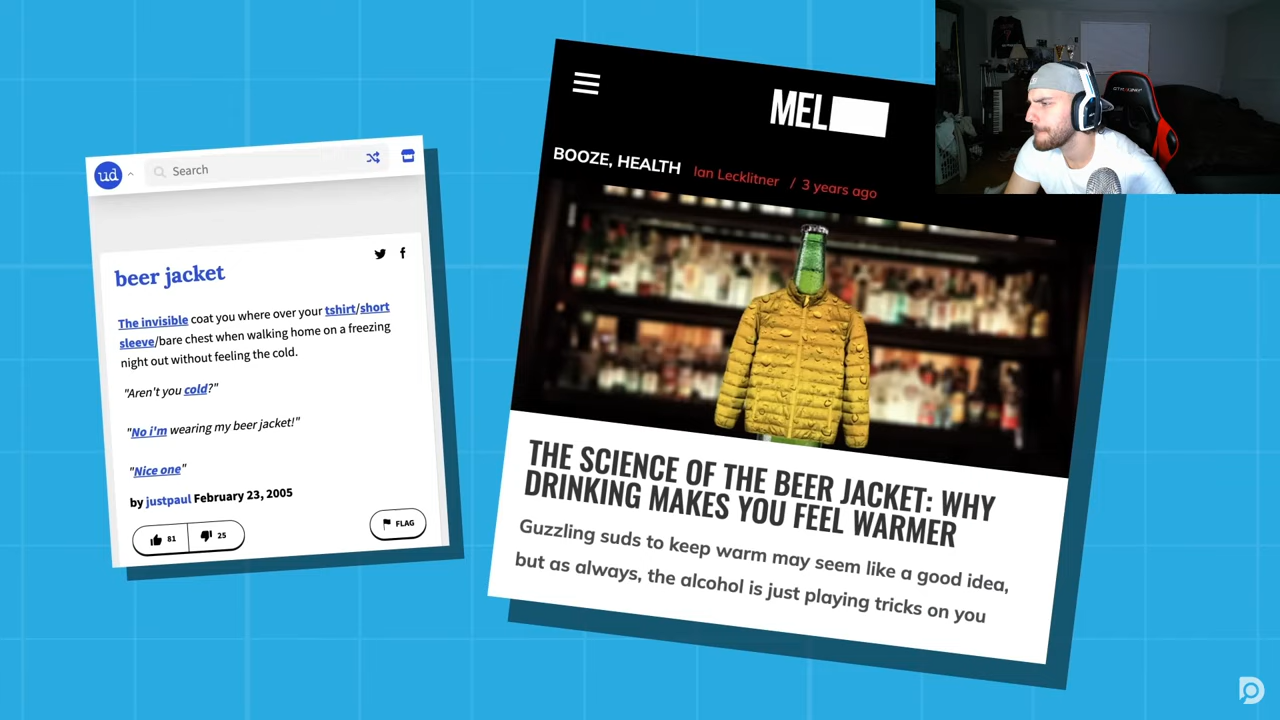 ud
Search
beer jacket
The invisible coat you where over your tshirt/short
sleeve/bare chest when walking home on a freezing
night out without feeling the cold.
"Aren't you cold?"
"No i'm wearing my beer jacket!"
"Nice one"
by justpaul February 23, 2005
81
25
FLAG
MEL
BOOZE, HEALTH Ian Lecklitner / 3 years ago
THE SCIENCE OF THE BEER JACKET: WHY
DRINKING MAKES YOU FEEL WARMER
Guzzling suds to keep warm may seem like a good idea,
but as always, the alcohol is just playing tricks on you